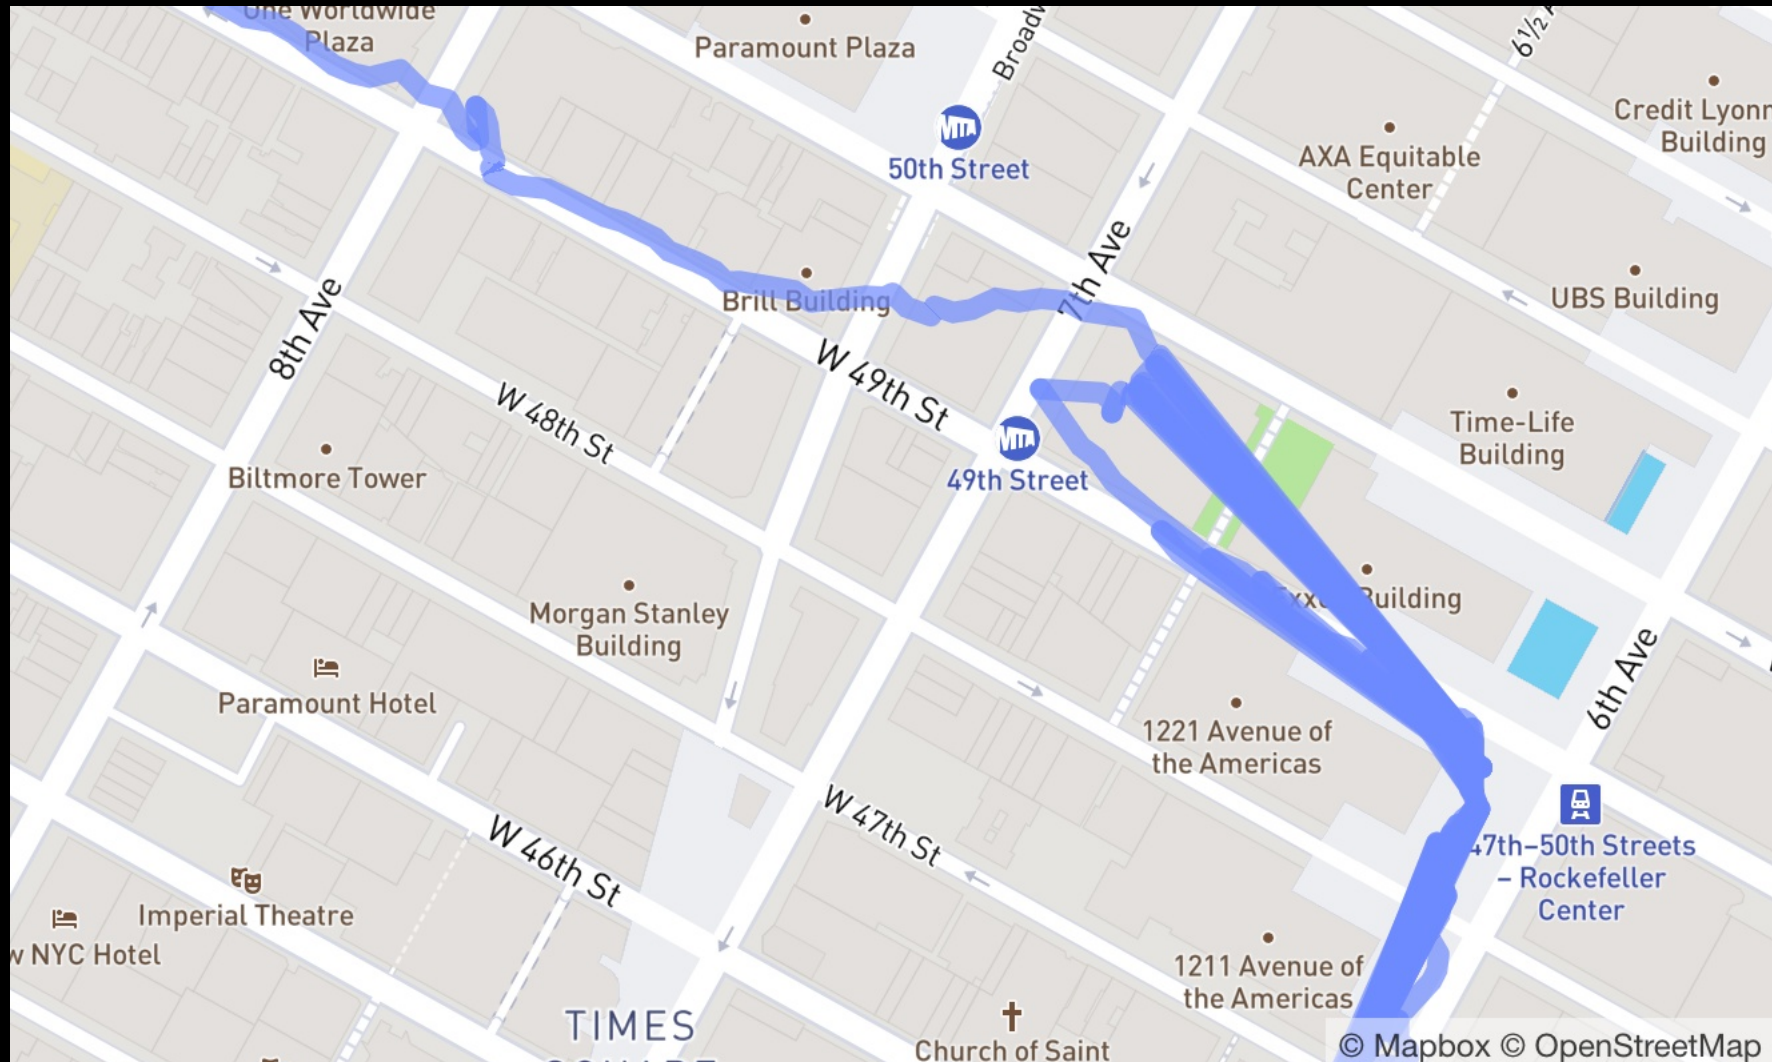 One Worldwide
Plaza
Paramount Plaza
6½
Credit Lyonn
Building
MTA
50th Street
AXA Equitable
Center
UBS Building
7th Ave
8th Ave
Brill Building
W 49th St
MTA
49th Street
Time-Life
Building
W 48th St
Biltmore Tower
Building
Morgan Stanley
Building
6th Ave
Paramount Hotel
1221 Avenue of
the Americas
W 47th St
47th–50th Streets
– Rockefeller
Center
W 46th St
Imperial Theatre
w NYC Hotel
1211 Avenue of
the Americas
TIMES
Church of Saint
© Mapbox © OpenStreetMap